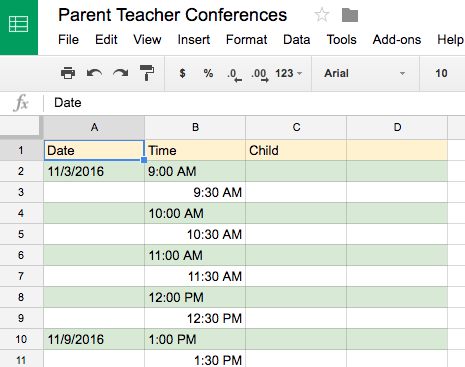 Parent Teacher Conferences
File Edit View Insert Format Data Tools Add-ons Help
$ % .0 .00 123 Arial 10
fx Date
A B C D
1 Date Time Child
2 11/3/2016 9:00 AM
3 9:30 AM
4 10:00 AM
5 10:30 AM
6 11:00 AM
7 11:30 AM
8 12:00 PM
9 12:30 PM
10 11/9/2016 1:00 PM
11 1:30 PM